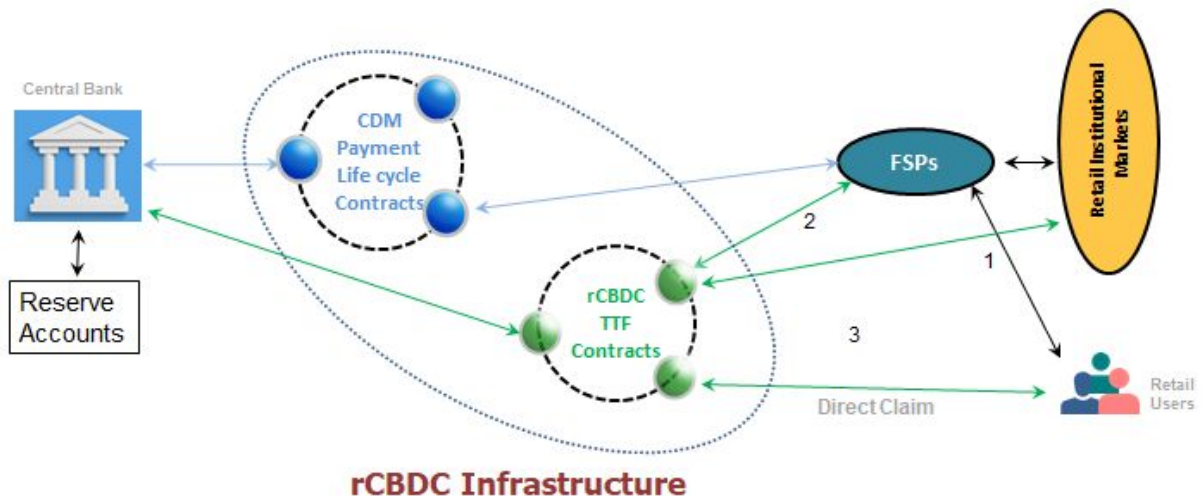 Central Bank
CDM
Payment
Life cycle
Contracts
FSPs
Retail Institutional
Markets
2
1
Reserve
Accounts
rCBDC
TTF
Contracts
3
Direct Claim
Retail
Users
rCBDC Infrastructure